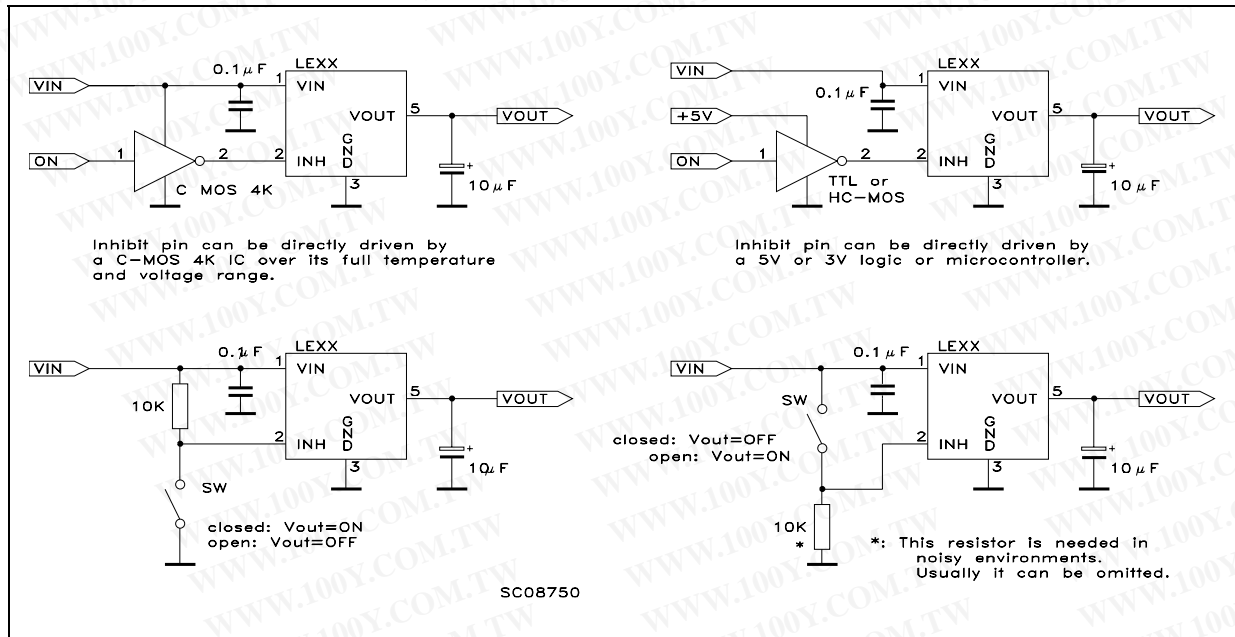 LEXX
0.1μF
VIN
1
VIN
VOUT
5
VOUT
ON
1
2
2
INH
GND
3
+
10μF
C MOS 4K
Inhibit pin can be directly driven by
a C-MOS 4K IC over its full temperature
and voltage range.
LEXX
VIN
1
VIN
0.1μF
+5V
VOUT
5
VOUT
ON
1
2
2
INH
GND
3
+
10μF
TTL or
HC-MOS
Inhibit pin can be directly driven by
a 5V or 3V logic or microcontroller.
LEXX
0.1μF
VIN
1
VIN
10K
VOUT
5
VOUT
2
INH
GND
3
+
10μF
SW
closed: Vout=ON
open: Vout=OFF
LEXX
0.1μF
VIN
1
VIN
SW
VOUT
5
VOUT
closed: Vout=OFF
open: Vout=ON
2
INH
GND
3
+
10μF
10K
*
*: This resistor is needed in
noisy environments.
Usually it can be omitted.
SC08750
WWW.100Y.COM.TW